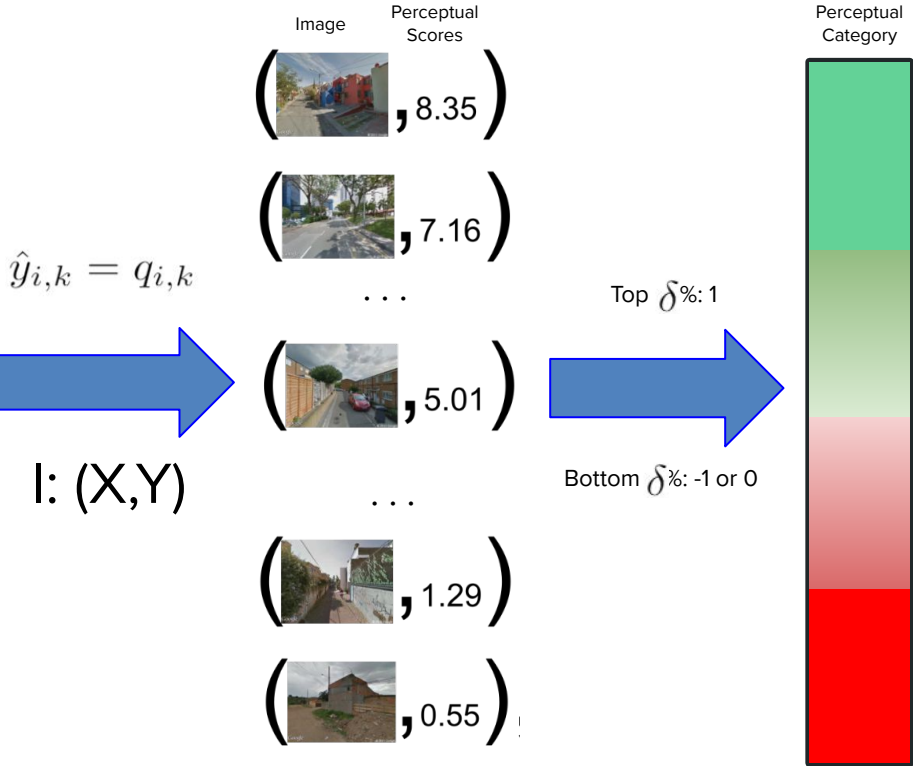 Image
Perceptual
Scores
Perceptual
Category
( , 8.35 )
( , 7.16 )
ŷ_{i,k} = q_{i,k}
. . .
Top δ%: 1
( , 5.01 )
I: (X,Y)
Bottom δ%: -1 or 0
. . .
( , 1.29 )
( , 0.55 )